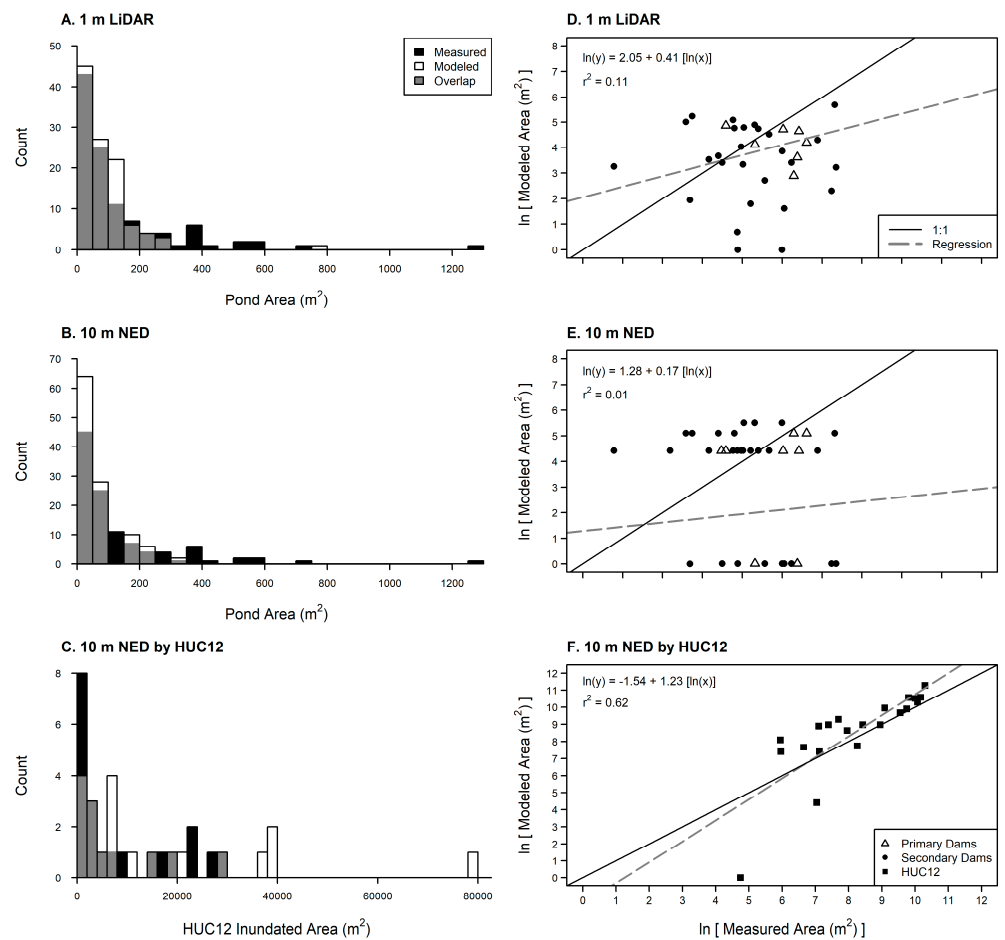 A. 1 m LiDAR
50
40
30
20
10
0
Count
Measured
Modeled
Overlap
0 200 400 600 800 1000 1200
Pond Area (m²)
D. 1 m LiDAR
8
7
6
5
4
3
2
1
0
ln [ Modeled Area (m²) ]
ln(y) = 2.05 + 0.41 [ln(x)]
r² = 0.11
1:1
Regression
B. 10 m NED
70
60
50
40
30
20
10
0
Count
0 200 400 600 800 1000 1200
Pond Area (m²)
E. 10 m NED
8
7
6
5
4
3
2
1
0
ln [ Modeled Area (m²) ]
ln(y) = 1.28 + 0.17 [ln(x)]
r² = 0.01
C. 10 m NED by HUC12
8
6
4
2
0
Count
0 20000 40000 60000 80000
HUC12 Inundated Area (m²)
F. 10 m NED by HUC12
12
11
10
9
8
7
6
5
4
3
2
1
0
ln [ Modeled Area (m²) ]
ln(y) = -1.54 + 1.23 [ln(x)]
r² = 0.62
Primary Dams
Secondary Dams
HUC12
0 1 2 3 4 5 6 7 8 9 10 11 12
ln [ Measured Area (m²) ]